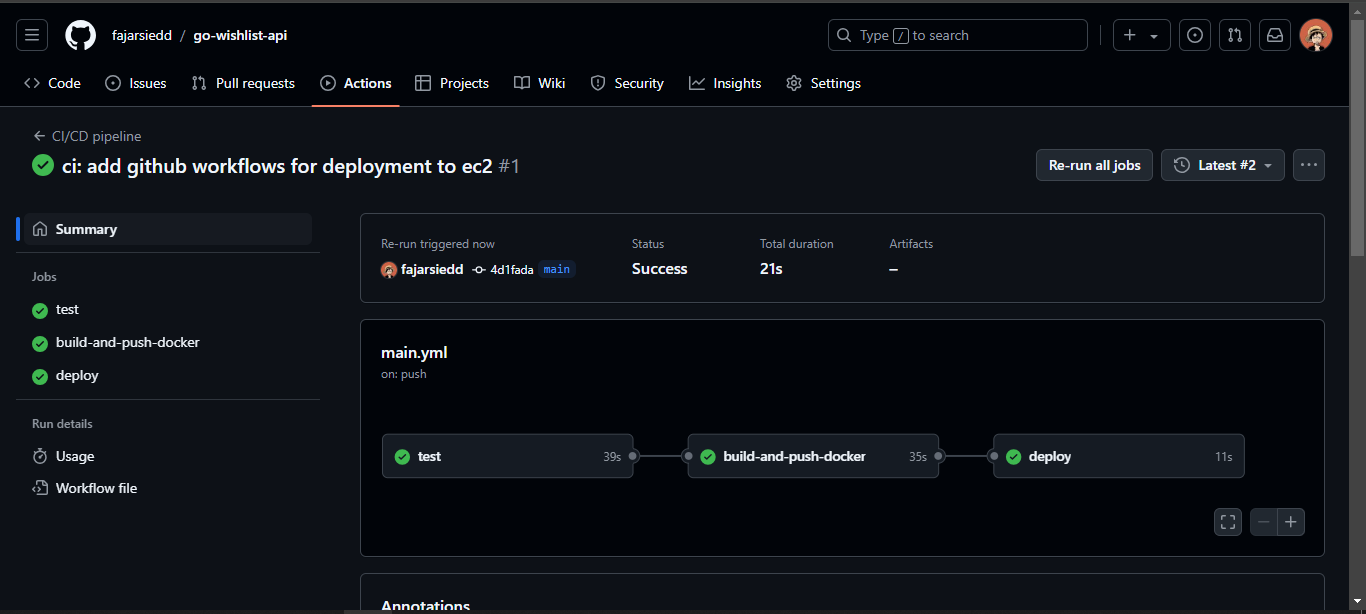 fajarsiedd / go-wishlist-api
Type / to search
Code Issues Pull requests Actions Projects Wiki Security Insights Settings
CI/CD pipeline
ci: add github workflows for deployment to ec2 #1
Re-run all jobs
Latest #2
Summary
Jobs
test
build-and-push-docker
deploy
Run details
Usage
Workflow file
Re-run triggered now
fajarsiedd 4d1fada main
Status
Success
Total duration
21s
Artifacts
–
main.yml
on: push
test 39s
build-and-push-docker 35s
deploy 11s
Annotations